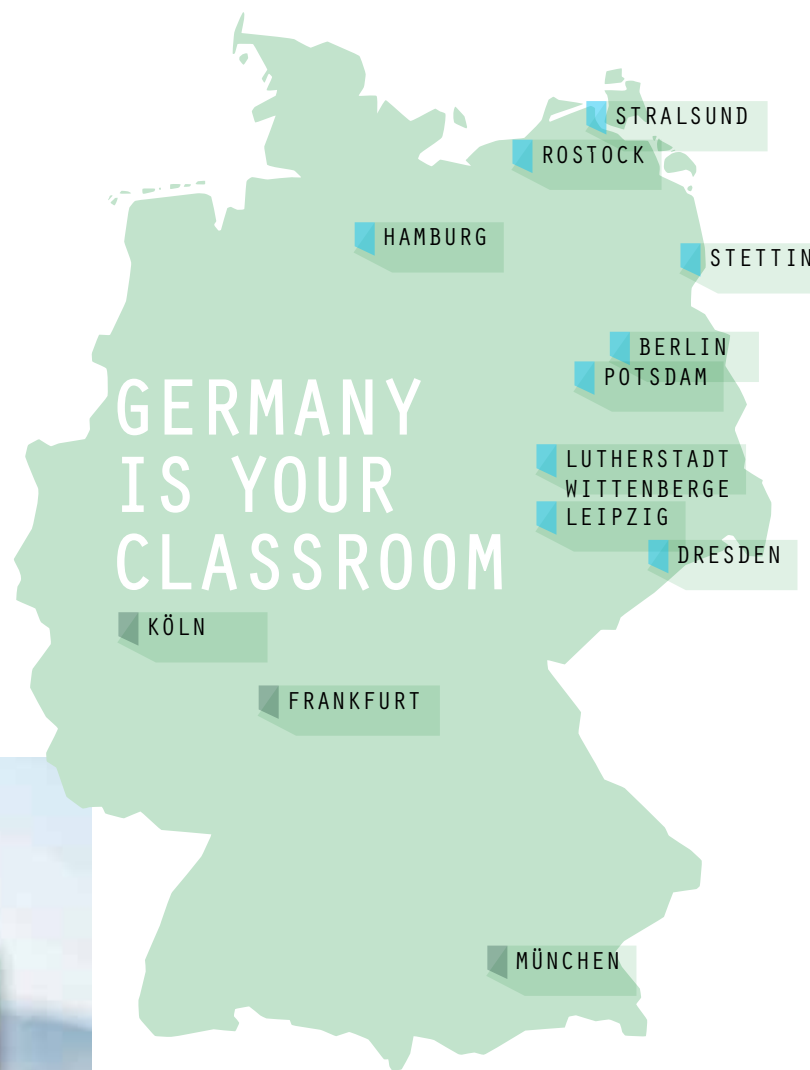 STRALSUND
ROSTOCK
HAMBURG
STETTIN
BERLIN
POTSDAM
GERMANY
IS YOUR
CLASSROOM
LUTHERSTADT
WITTENBERGE
LEIPZIG
DRESDEN
KÖLN
FRANKFURT
MÜNCHEN